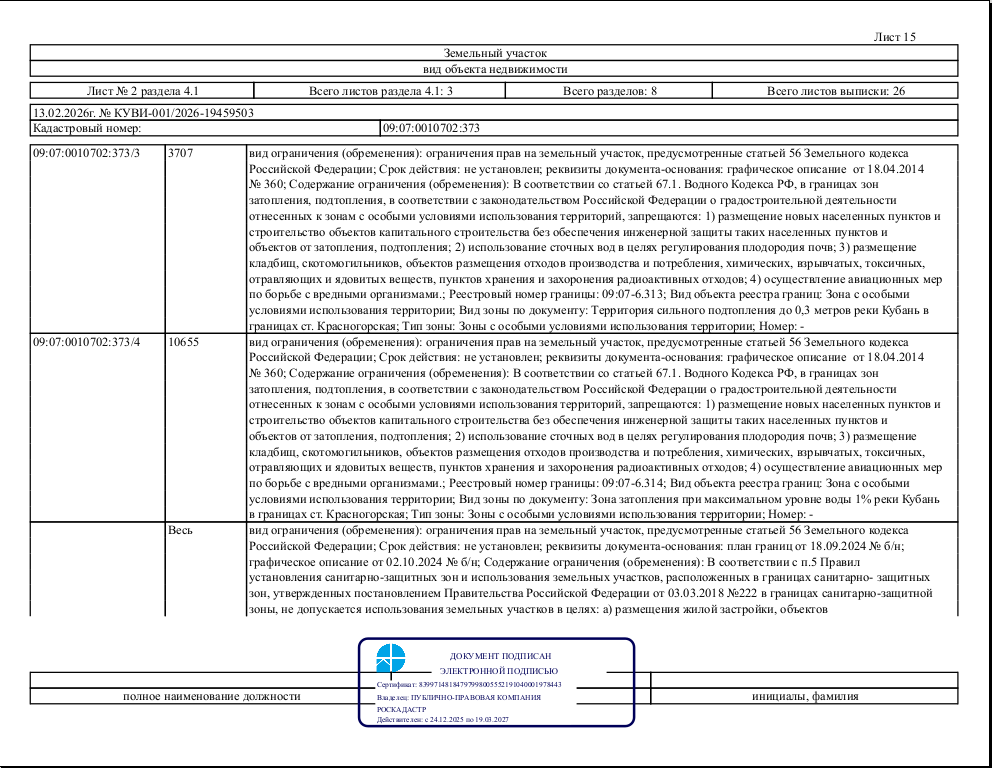 Лист 15
Земельный участок
вид объекта недвижимости
Лист № 2 раздела 4.1 Всего листов раздела 4.1: 3 Всего разделов: 8 Всего листов выписки: 26
13.02.2026г. № КУВИ-001/2026-19459503
Кадастровый номер: 09:07:0010702:373
09:07:0010702:373/3 3707 вид ограничения (обременения): ограничения прав на земельный участок, предусмотренные статьей 56 Земельного кодекса
Российской Федерации; Срок действия: не установлен; реквизиты документа-основания: графическое описание от 18.04.2014
№ 360; Содержание ограничения (обременения): В соответствии со статьей 67.1. Водного Кодекса РФ, в границах зон
затопления, подтопления, в соответствии с законодательством Российской Федерации о градостроительной деятельности
отнесенных к зонам с особыми условиями использования территорий, запрещаются: 1) размещение новых населенных пунктов и
строительство объектов капитального строительства без обеспечения инженерной защиты таких населенных пунктов и
объектов от затопления, подтопления; 2) использование сточных вод в целях регулирования плодородия почв; 3) размещение
кладбищ, скотомогильников, объектов размещения отходов производства и потребления, химических, взрывчатых, токсичных,
отравляющих и ядовитых веществ, пунктов хранения и захоронения радиоактивных отходов; 4) осуществление авиационных мер
по борьбе с вредными организмами.; Реестровый номер границы: 09:07-6.313; Вид объекта реестра границ: Зона с особыми
условиями использования территории; Вид зоны по документу: Территория сильного подтопления до 0,3 метров реки Кубань в
границах ст. Красногорская; Тип зоны: Зоны с особыми условиями использования территории; Номер: -
09:07:0010702:373/4 10655 вид ограничения (обременения): ограничения прав на земельный участок, предусмотренные статьей 56 Земельного кодекса
Российской Федерации; Срок действия: не установлен; реквизиты документа-основания: графическое описание от 18.04.2014
№ 360; Содержание ограничения (обременения): В соответствии со статьей 67.1. Водного Кодекса РФ, в границах зон
затопления, подтопления, в соответствии с законодательством Российской Федерации о градостроительной деятельности
отнесенных к зонам с особыми условиями использования территорий, запрещаются: 1) размещение новых населенных пунктов и
строительство объектов капитального строительства без обеспечения инженерной защиты таких населенных пунктов и
объектов от затопления, подтопления; 2) использование сточных вод в целях регулирования плодородия почв; 3) размещение
кладбищ, скотомогильников, объектов размещения отходов производства и потребления, химических, взрывчатых, токсичных,
отравляющих и ядовитых веществ, пунктов хранения и захоронения радиоактивных отходов; 4) осуществление авиационных мер
по борьбе с вредными организмами.; Реестровый номер границы: 09:07-6.314; Вид объекта реестра границ: Зона с особыми
условиями использования территории; Вид зоны по документу: Зона затопления при максимальном уровне воды 1% реки Кубань
в границах ст. Красногорская; Тип зоны: Зоны с особыми условиями использования территории; Номер: -
Весь вид ограничения (обременения): ограничения прав на земельный участок, предусмотренные статьей 56 Земельного кодекса
Российской Федерации; Срок действия: не установлен; реквизиты документа-основания: план границ от 18.09.2024 № б/н;
графическое описание от 02.10.2024 № б/н; Содержание ограничения (обременения): В соответствии с п.5 Правил
установления санитарно-защитных зон и использования земельных участков, расположенных в границах санитарно- защитных
зон, утвержденных постановлением Правительства Российской Федерации от 03.03.2018 №222 в границах санитарно-защитной
зоны, не допускается использования земельных участков в целях: а) размещения жилой застройки, объектов
ДОКУМЕНТ ПОДПИСАН
ЭЛЕКТРОННОЙ ПОДПИСЬЮ
Сертификат:
Владелец: ПУБЛИЧНО-ПРАВОВАЯ КОМПАНИЯ
РОСКАДАСТР
Действителен: с 24.12.2025 по 19.03.2027
полное наименование должности инициалы, фамилия